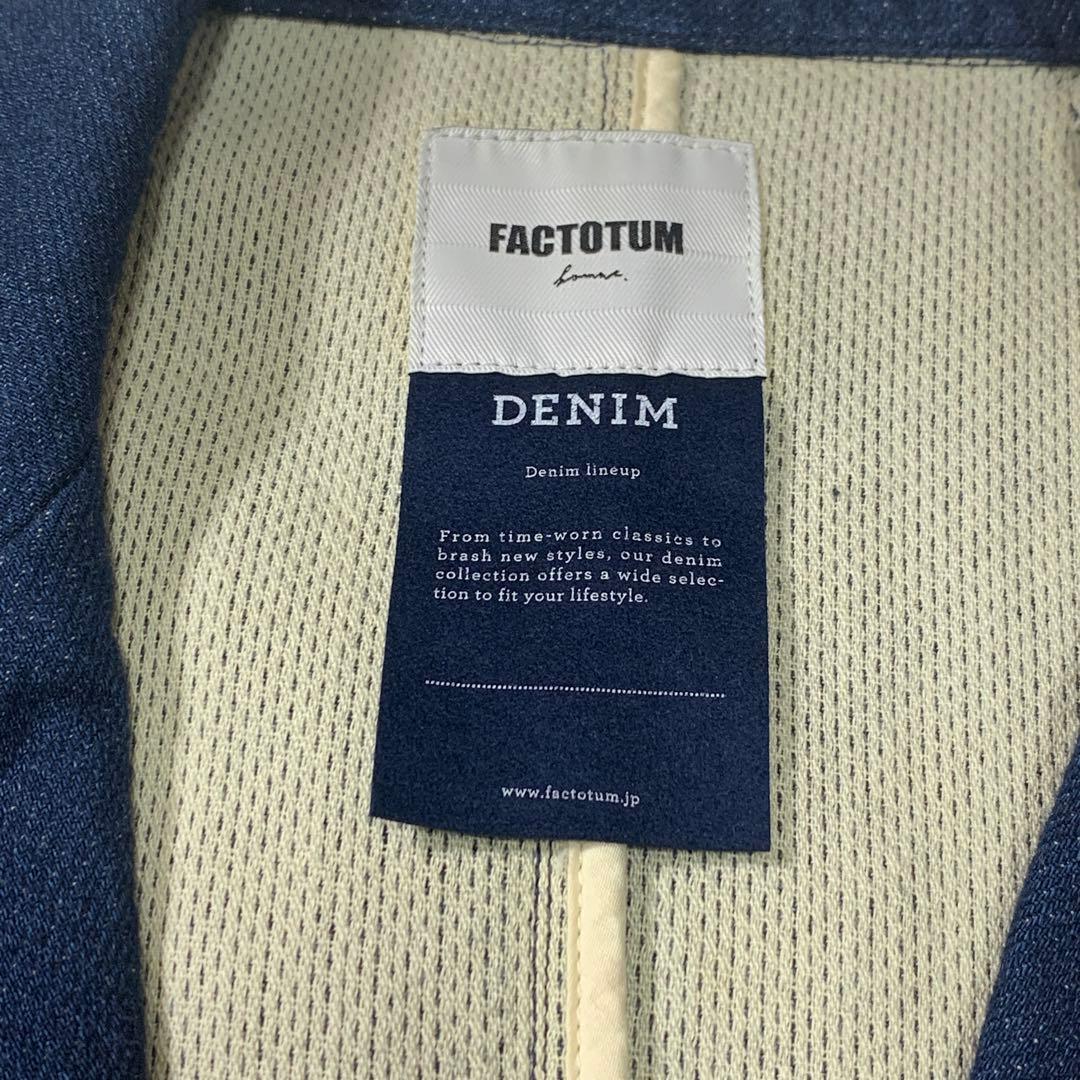 FACTOTUM
homme.
DENIM
Denim lineup
From time-worn classics to
brash new styles, our denim
collection offers a wide selec-
tion to fit your lifestyle.
www.factotum.jp